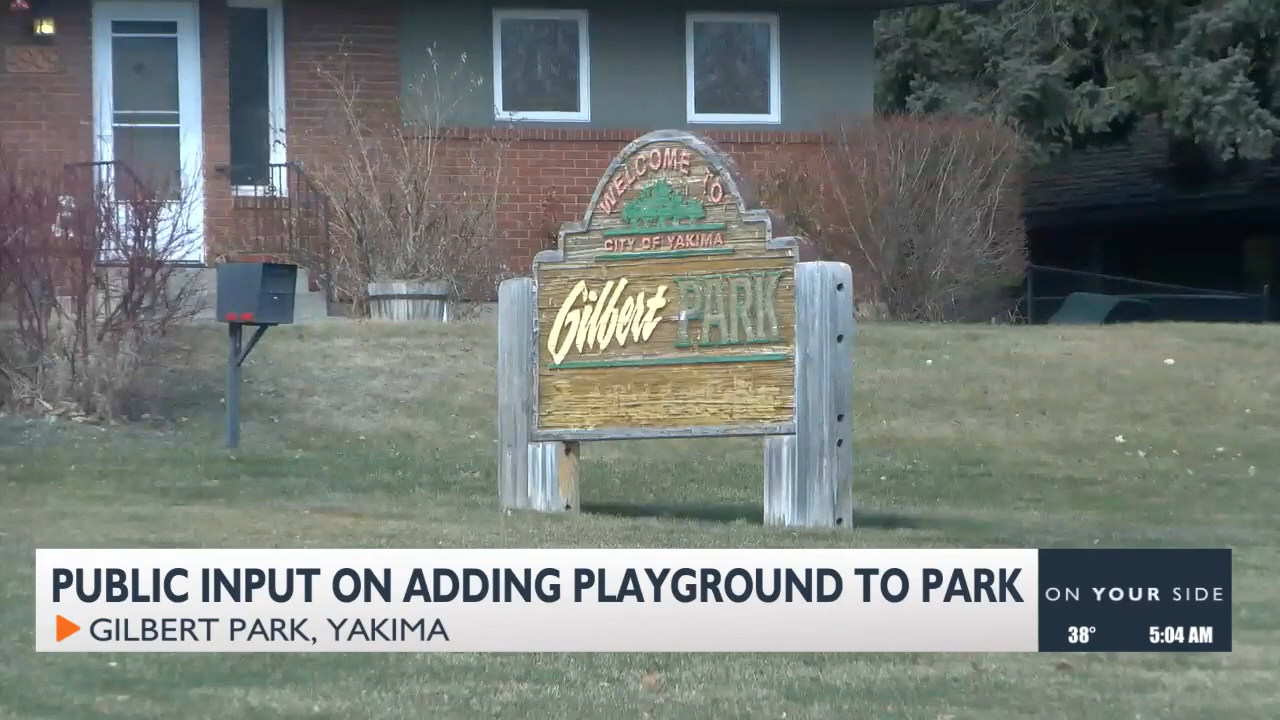 WELCOME TO
CITY OF YAKIMA
Gilbert PARK
PUBLIC INPUT ON ADDING PLAYGROUND TO PARK
GILBERT PARK, YAKIMA
ON YOUR SIDE
38° 5:04 AM